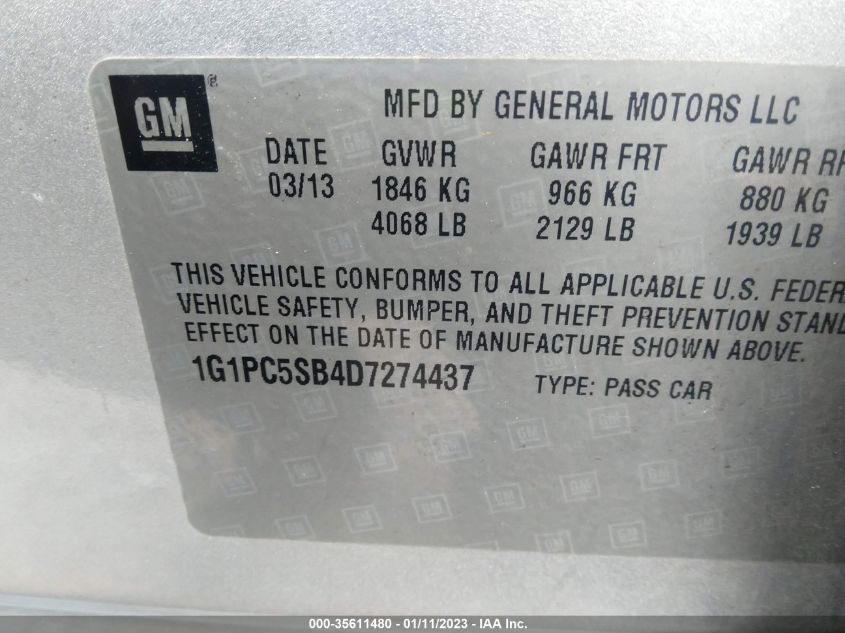 GM ®
MFD BY GENERAL MOTORS LLC
DATE GVWR GAWR FRT GAWR
03/13 1846 KG 966 KG 880 KG
4068 LB 2129 LB 1939 LB
THIS VEHICLE CONFORMS TO ALL APPLICABLE U.S. FEDER
VEHICLE SAFETY, BUMPER, AND THEFT PREVENTION STAN
EFFECT ON THE DATE OF MANUFACTURE SHOWN ABOVE.
1G1PC5SB4D7274437 TYPE: PASS CAR
000-35611480 - 01/11/2023 - IAA Inc.